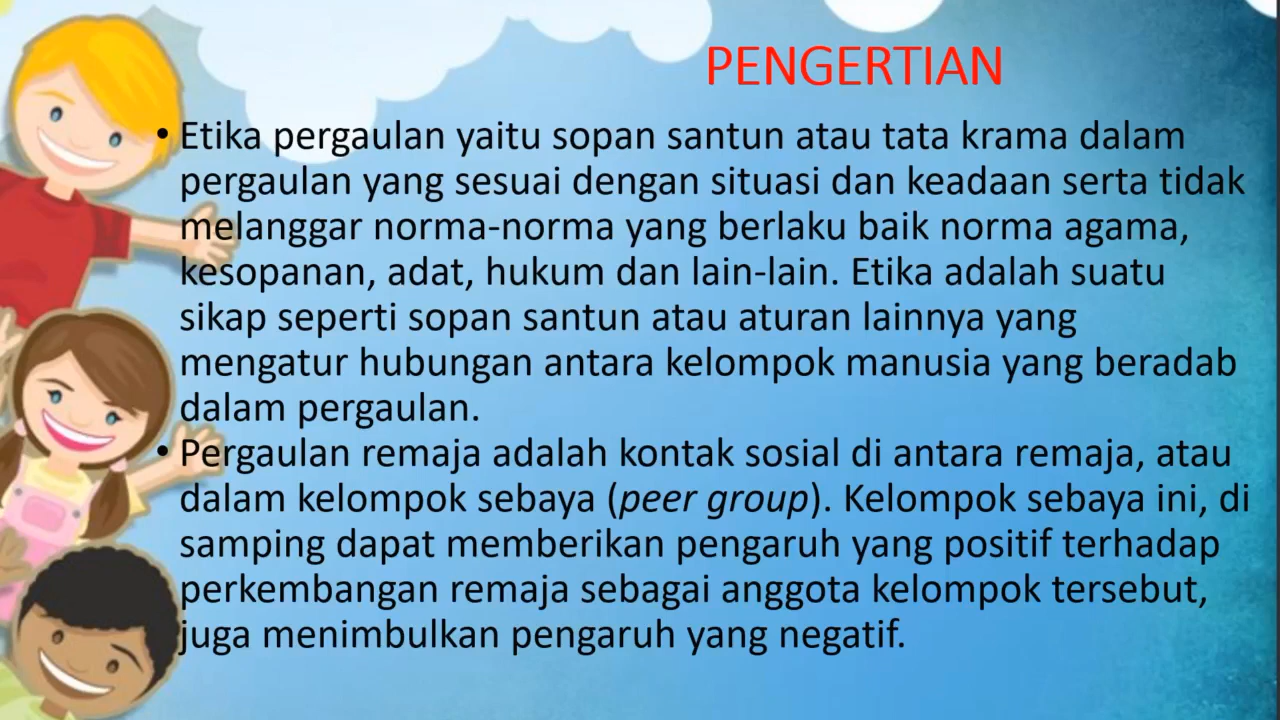 PENGERTIAN
• Etika pergaulan yaitu sopan santun atau tata krama dalam
pergaulan yang sesuai dengan situasi dan keadaan serta tidak
melanggar norma-norma yang berlaku baik norma agama,
kesopanan, adat, hukum dan lain-lain. Etika adalah suatu
sikap seperti sopan santun atau aturan lainnya yang
mengatur hubungan antara kelompok manusia yang beradab
dalam pergaulan.
• Pergaulan remaja adalah kontak sosial di antara remaja, atau
dalam kelompok sebaya (peer group). Kelompok sebaya ini, di
samping dapat memberikan pengaruh yang positif terhadap
perkembangan remaja sebagai anggota kelompok tersebut,
juga menimbulkan pengaruh yang negatif.